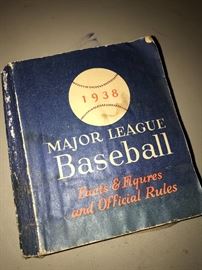 1938
MAJOR LEAGUE
Baseball
Facts & Figures
and Official Rules